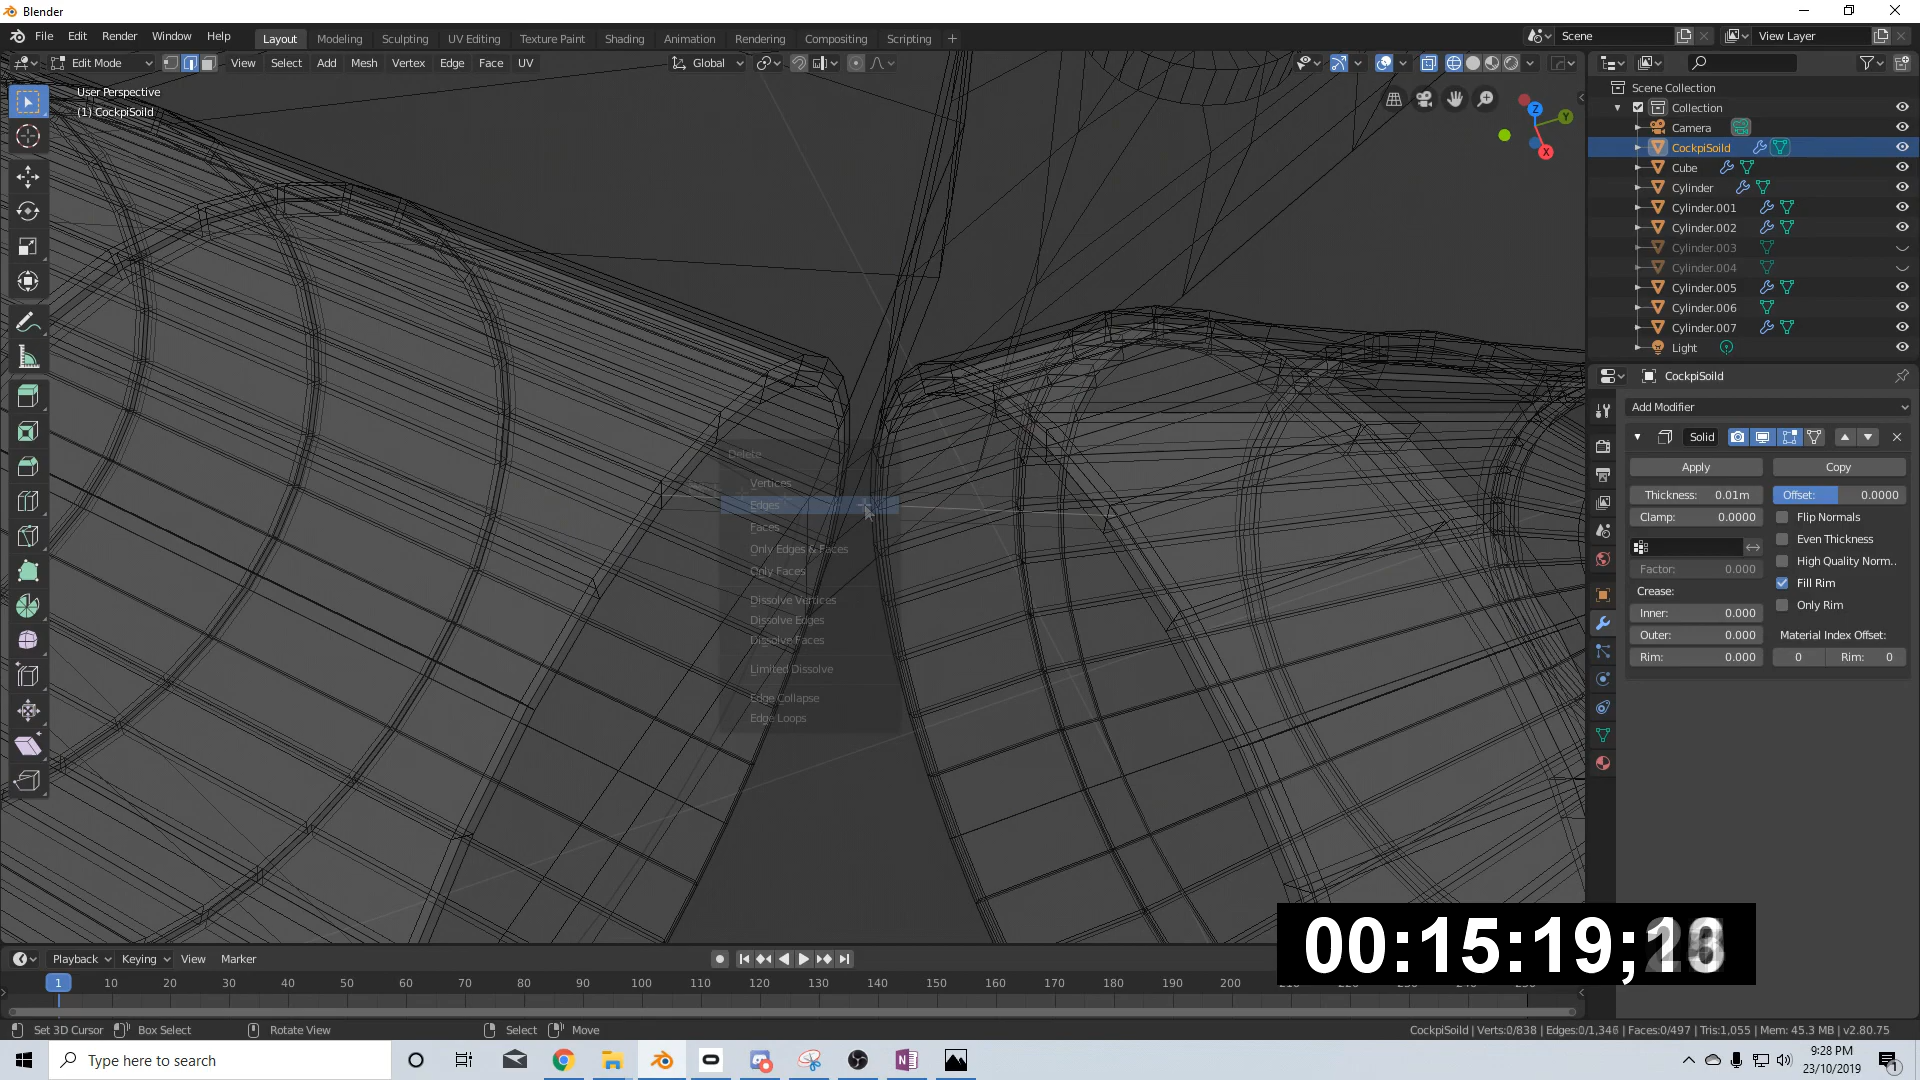 Blender
File Edit Render Window Help
Layout Modeling Sculpting UV Editing Texture Paint Shading Animation Rendering Compositing Scripting +
Scene
View Layer
Edit Mode View Select Add Mesh Vertex Edge Face UV
Global
User Perspective
(1) CockpiSoild
Z
Y
X
Delete
Vertices
Edges
Faces
Only Edges & Faces
Only Faces
Dissolve Vertices
Dissolve Edges
Dissolve Faces
Limited Dissolve
Edge Collapse
Edge Loops
Scene Collection
Collection
Camera
CockpiSoild
Cube
Cylinder
Cylinder.001
Cylinder.002
Cylinder.003
Cylinder.004
Cylinder.005
Cylinder.006
Cylinder.007
Light
CockpiSoild
Add Modifier
Solid
Apply Copy
Thickness: 0.01m Offset: 0.0000
Clamp: 0.0000 Flip Normals
Even Thickness
High Quality Norm..
Factor: 0.000 Fill Rim
Crease: Only Rim
Inner: 0.000
Outer: 0.000 Material Index Offset:
Rim: 0.000 0 Rim: 0
00:15:19;
Playback Keying View Marker
1 10 20 30 40 50 60 70 80 90 100 110 120 130 140 150 160 170 180 190 200
Set 3D Cursor Box Select Rotate View Select Move
CockpiSoild | Verts:0/838 | Edges:0/1,346 | Faces:0/497 | Tris:1,055 | Mem: 45.3 MB | v2.80.75
Type here to search
9:28 PM
23/10/2019
1